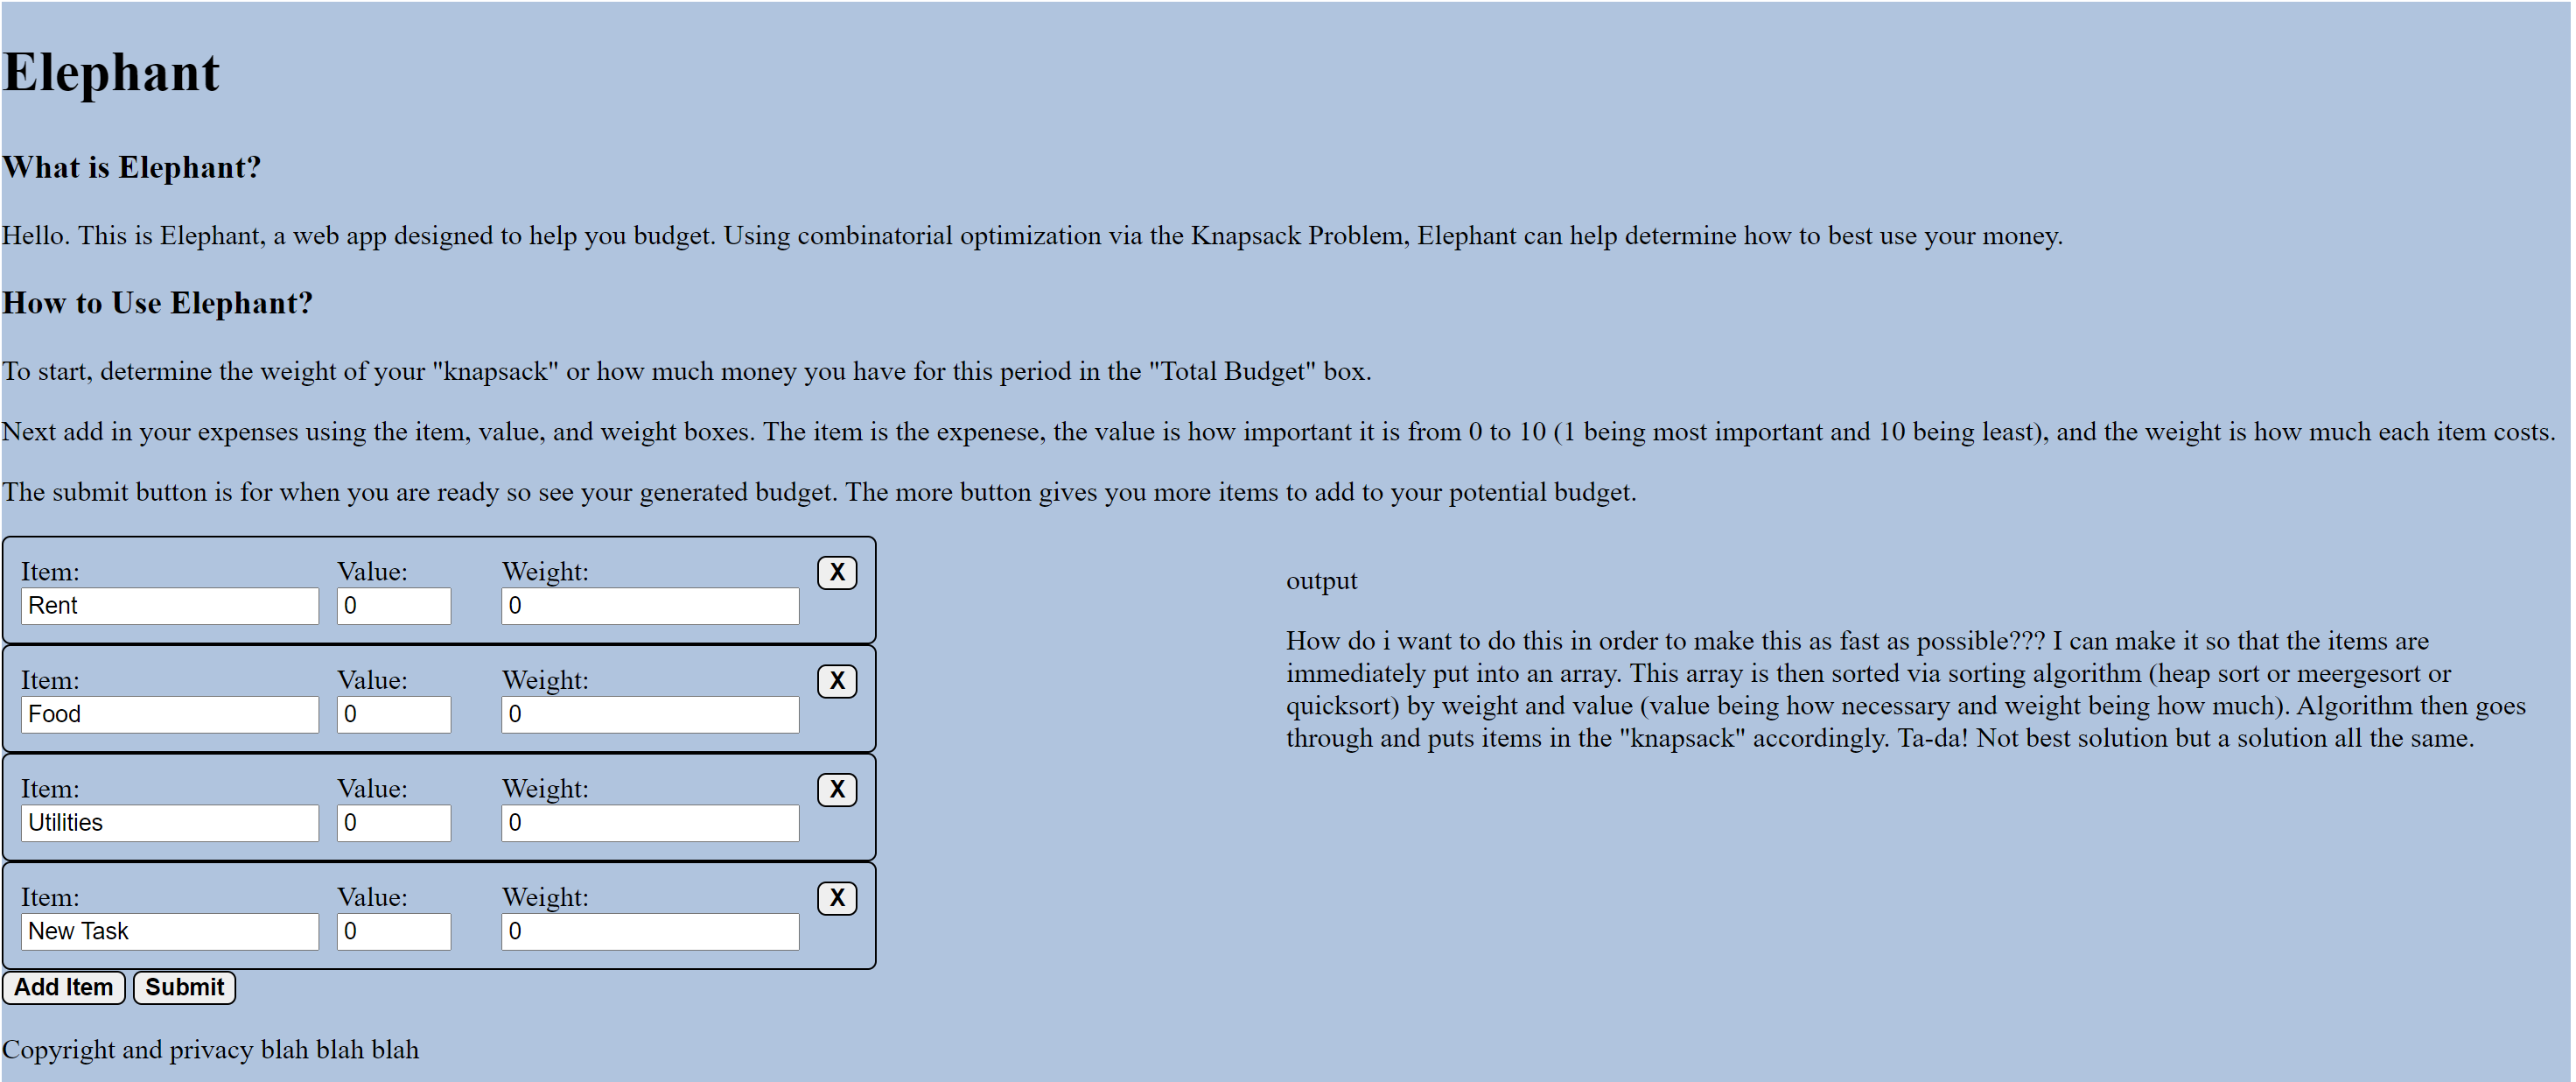 Elephant
What is Elephant?
Hello. This is Elephant, a web app designed to help you budget. Using combinatorial optimization via the Knapsack Problem, Elephant can help determine how to best use your money.
How to Use Elephant?
To start, determine the weight of your "knapsack" or how much money you have for this period in the "Total Budget" box.
Next add in your expenses using the item, value, and weight boxes. The item is the expenese, the value is how important it is from 0 to 10 (1 being most important and 10 being least), and the weight is how much each item costs.
The submit button is for when you are ready so see your generated budget. The more button gives you more items to add to your potential budget.
Item: Value: Weight: X
Rent 0 0
Item: Value: Weight: X
Food 0 0
Item: Value: Weight: X
Utilities 0 0
Item: Value: Weight: X
New Task 0 0
Add Item Submit
output
How do i want to do this in order to make this as fast as possible??? I can make it so that the items are
immediately put into an array. This array is then sorted via sorting algorithm (heap sort or meergesort or
quicksort) by weight and value (value being how necessary and weight being how much). Algorithm then goes
through and puts items in the "knapsack" accordingly. Ta-da! Not best solution but a solution all the same.
Copyright and privacy blah blah blah